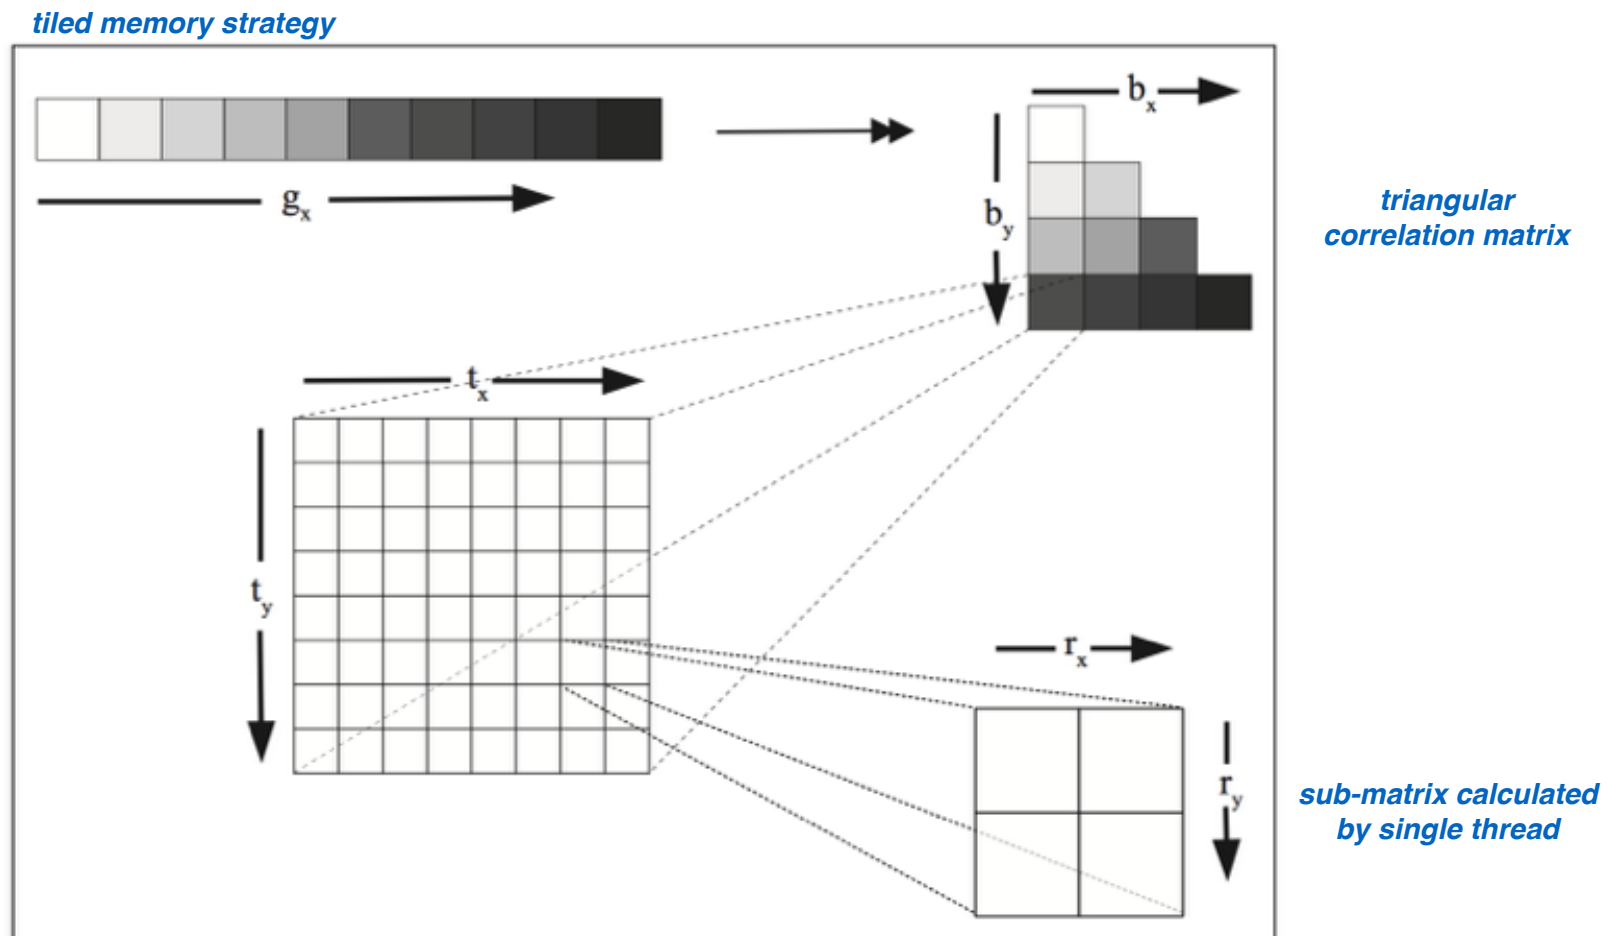 tiled memory strategy
bx
gx
by
triangular
correlation matrix
tx
ty
rx
ry
sub-matrix calculated
by single thread